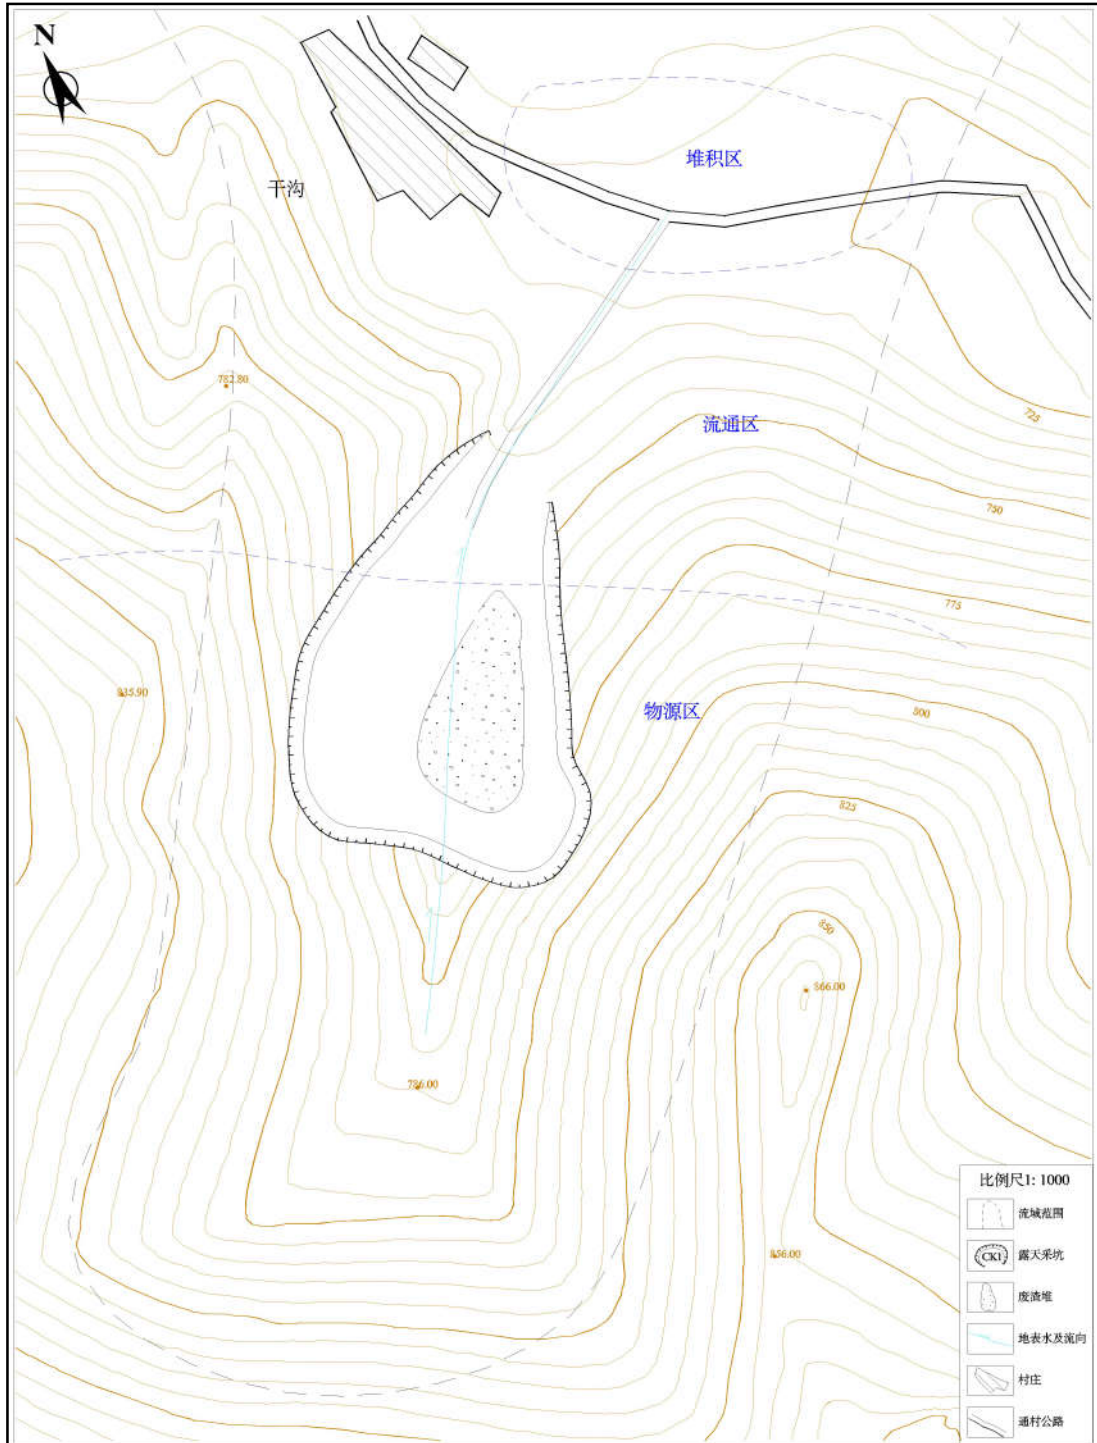 N
堆积区
干沟
782.80
725
流通区
750
775
835.90
物源区
800
825
850
866.00
786.00
856.00
比例尺1: 1000
流域范围
CK1
露天采坑
废渣堆
地表水及流向
村庄
通村公路